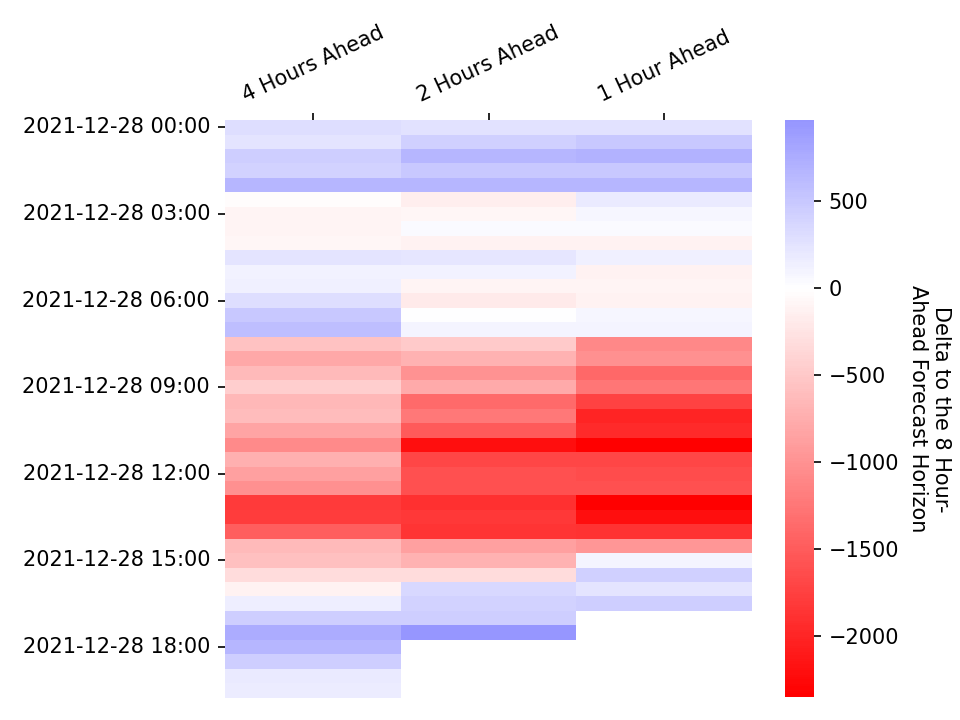 4 Hours Ahead
2 Hours Ahead
1 Hour Ahead
2021-12-28 00:00
2021-12-28 03:00
2021-12-28 06:00
2021-12-28 09:00
2021-12-28 12:00
2021-12-28 15:00
2021-12-28 18:00
500
0
−500
−1000
−1500
−2000
Delta to the 8 Hour-
Ahead Forecast Horizon